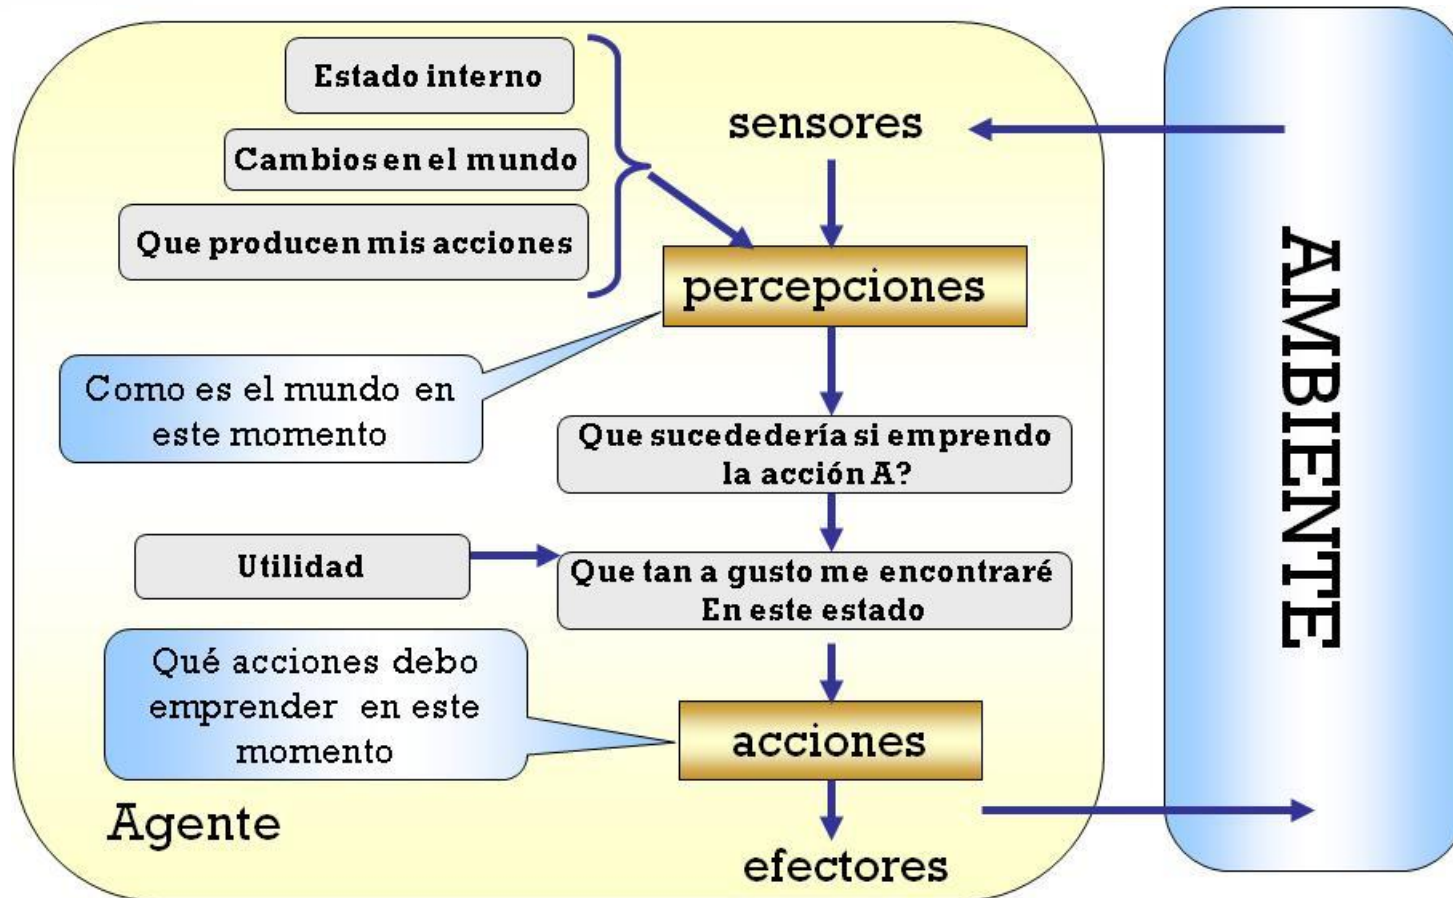 Estado interno
Cambios en el mundo
Que producen mis acciones
sensores
percepciones
Como es el mundo en
este momento
Que sucededería si emprendo
la acción A?
Utilidad
Que tan a gusto me encontraré
En este estado
Qué acciones debo
emprender en este
momento
acciones
Agente
efectores
AMBIENTE